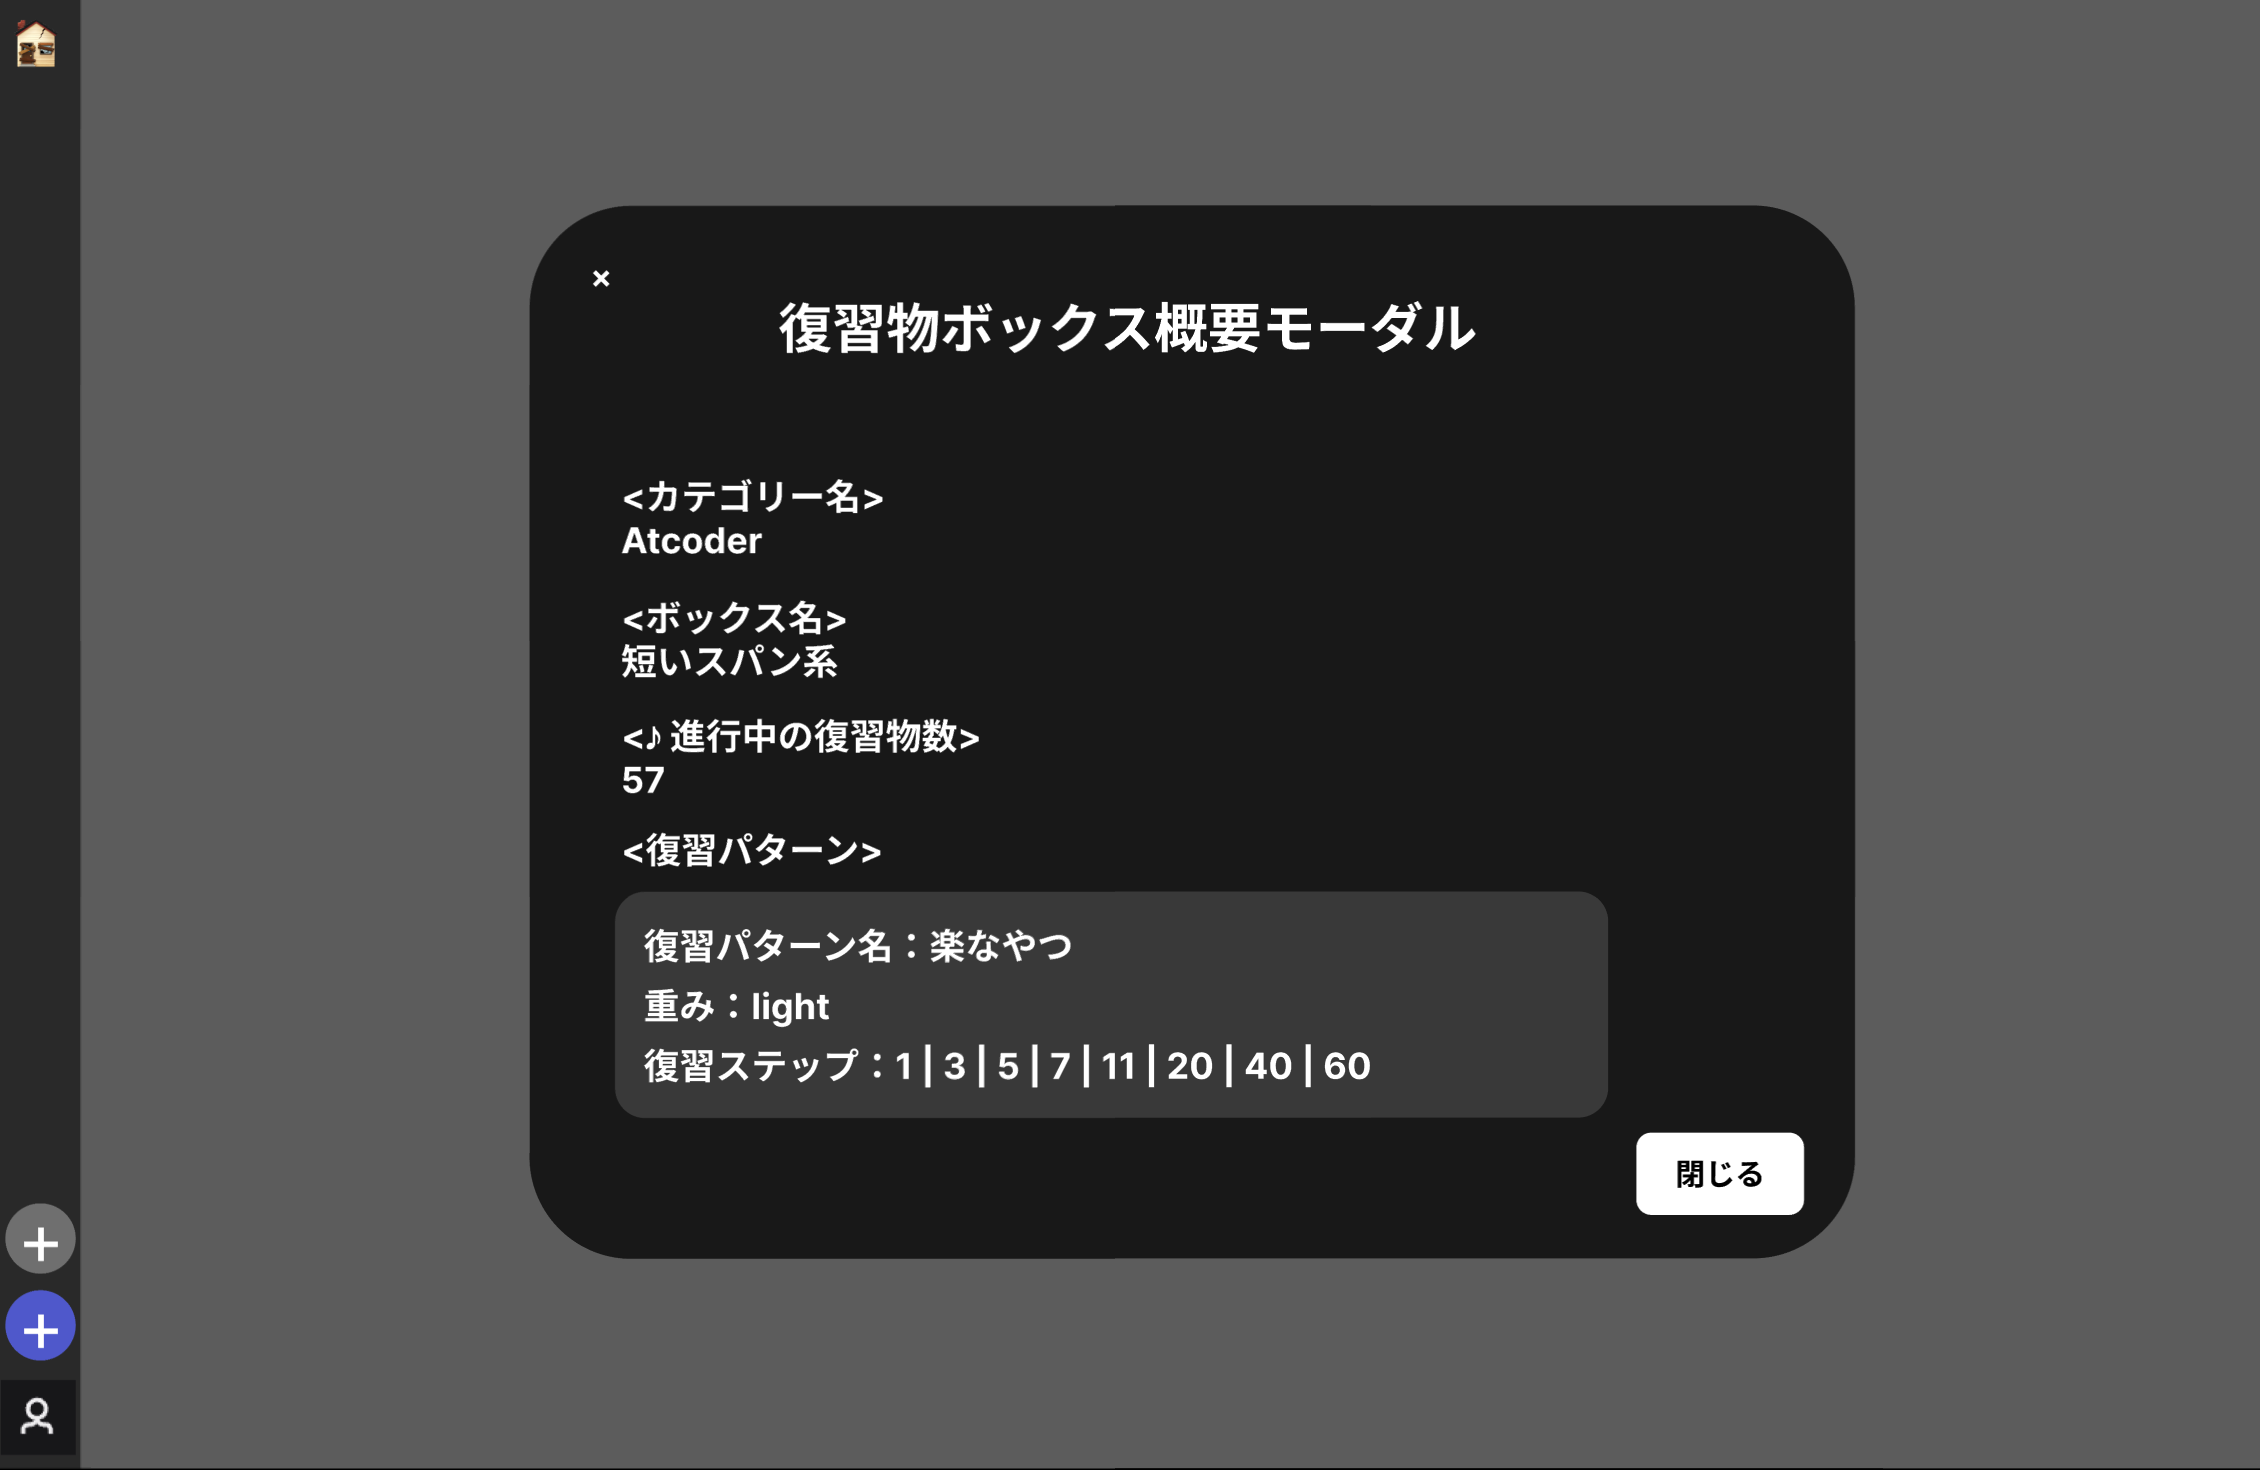 ×
復習物ボックス概要モーダル
<カテゴリー名>
Atcoder
<ボックス名>
短いスパン系
<♪進行中の復習物数>
57
<復習パターン>
復習パターン名：楽なやつ
重み：light
復習ステップ：1 | 3 | 5 | 7 | 11 | 20 | 40 | 60
閉じる
+
+